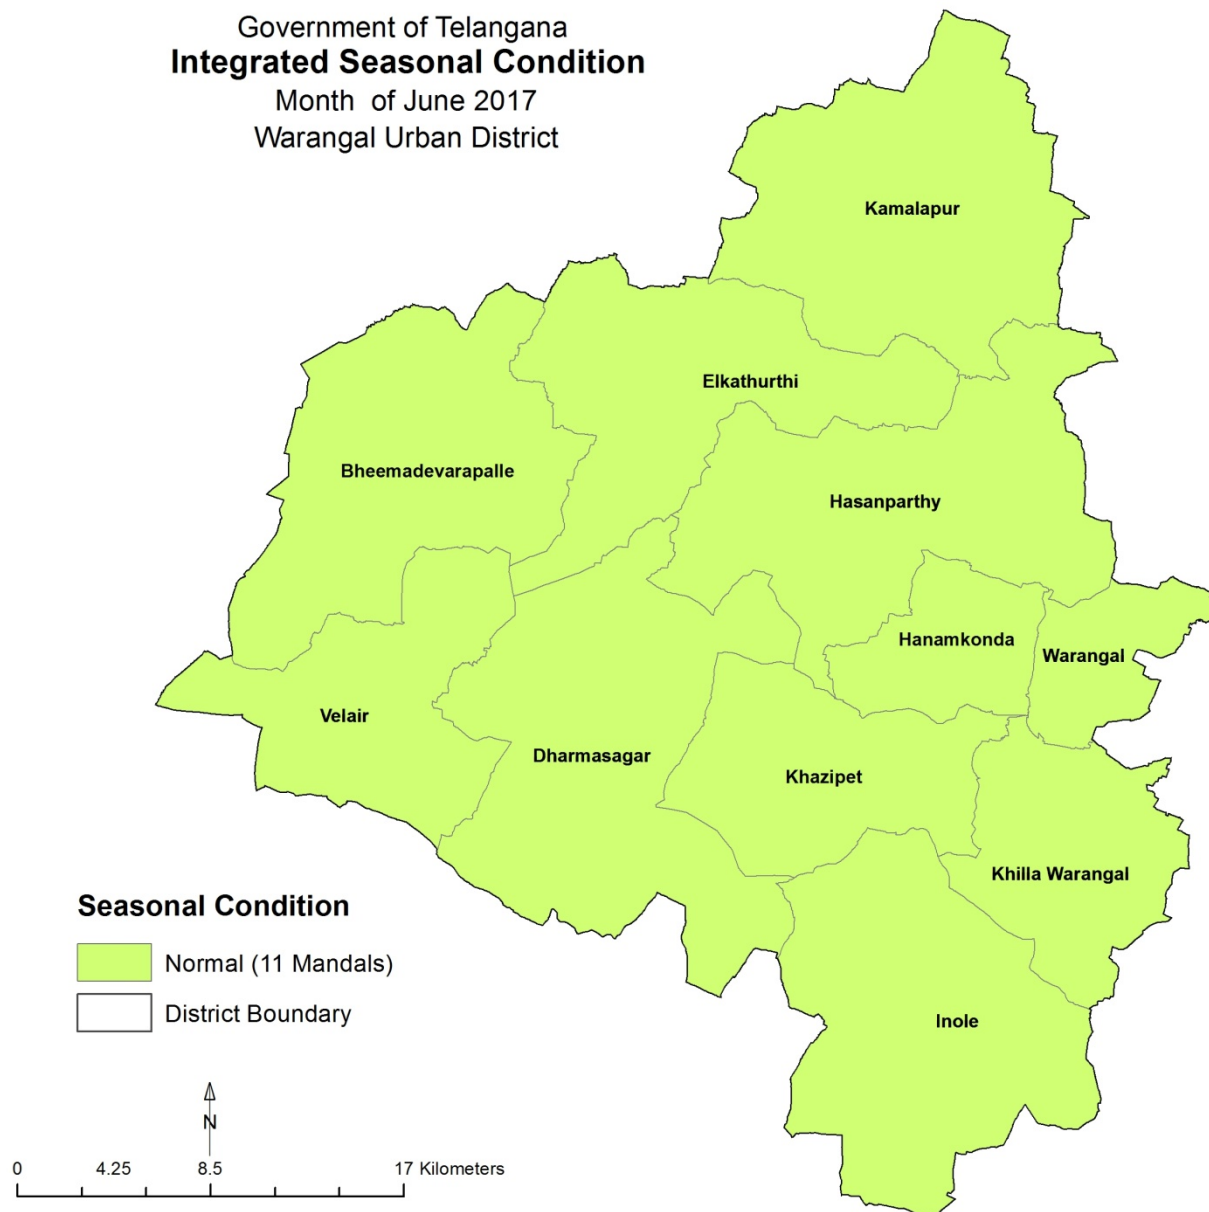 Government of Telangana
Integrated Seasonal Condition
Month of June 2017
Warangal Urban District
Kamalapur
Elkathurthi
Bheemadevarapalle
Hasanparthy
Hanamkonda
Warangal
Velair
Dharmasagar
Khazipet
Khilla Warangal
Inole
Seasonal Condition
Normal (11 Mandals)
District Boundary
N
0 4.25 8.5 17 Kilometers